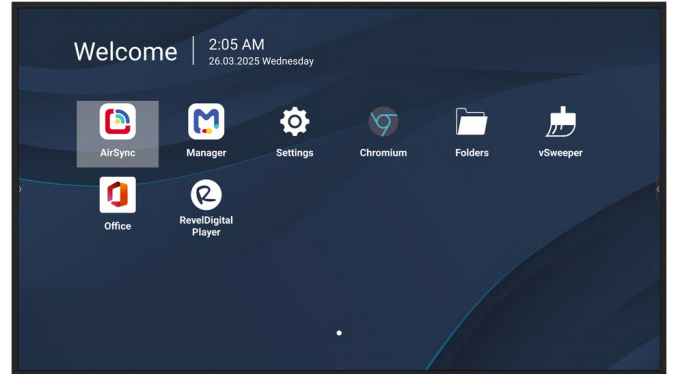 Welcome
2:05 AM
26.03.2025 Wednesday
AirSync
Manager
Settings
Chromium
Folders
vSweeper
Office
RevelDigital
Player